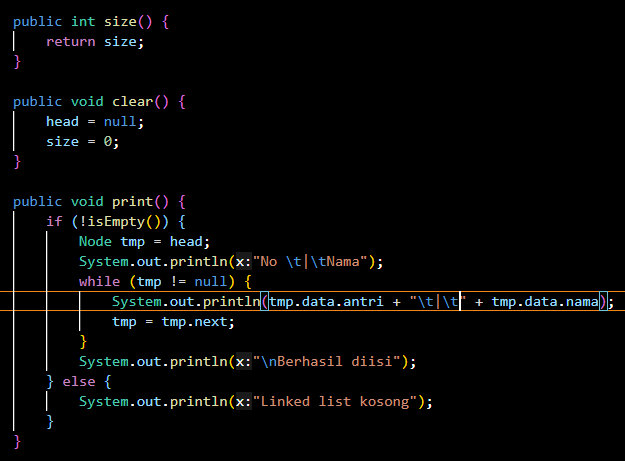 public int size() {
    return size;
}

public void clear() {
    head = null;
    size = 0;
}

public void print() {
    if (!isEmpty()) {
        Node tmp = head;
        System.out.println(x:"No \t|\tNama");
        while (tmp != null) {
            System.out.println(tmp.data.antri + "\t|\t" + tmp.data.nama);
            tmp = tmp.next;
        }
        System.out.println(x:"\nBerhasil diisi");
    } else {
        System.out.println(x:"Linked list kosong");
    }
}